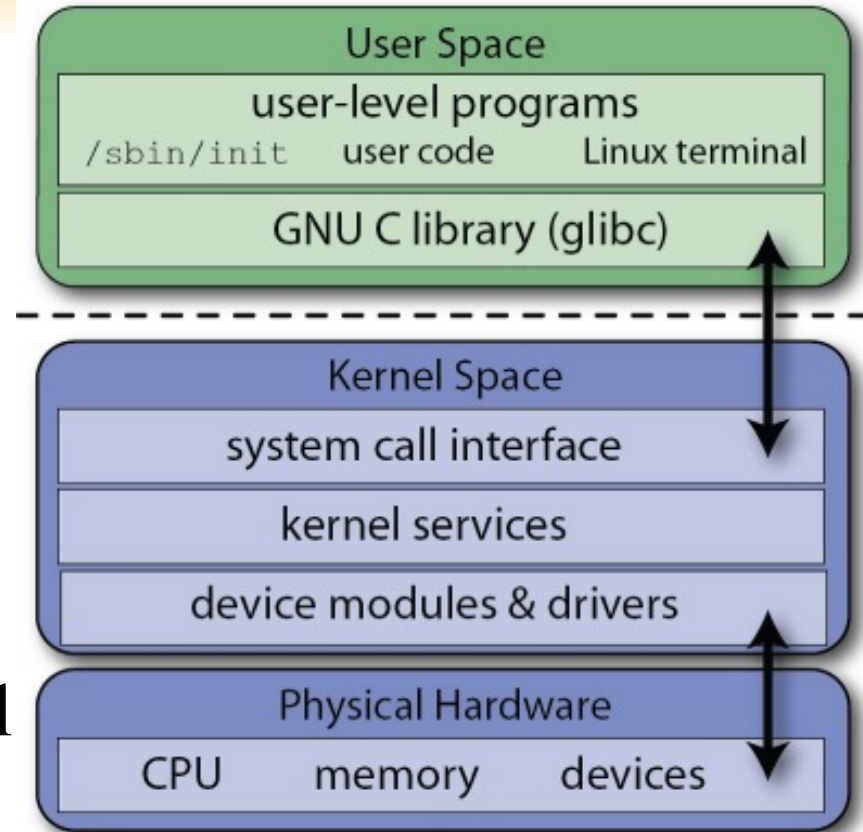 User Space
user-level programs
/sbin/init user code Linux terminal
GNU C library (glibc)
Kernel Space
system call interface
kernel services
device modules & drivers
Physical Hardware
CPU memory devices